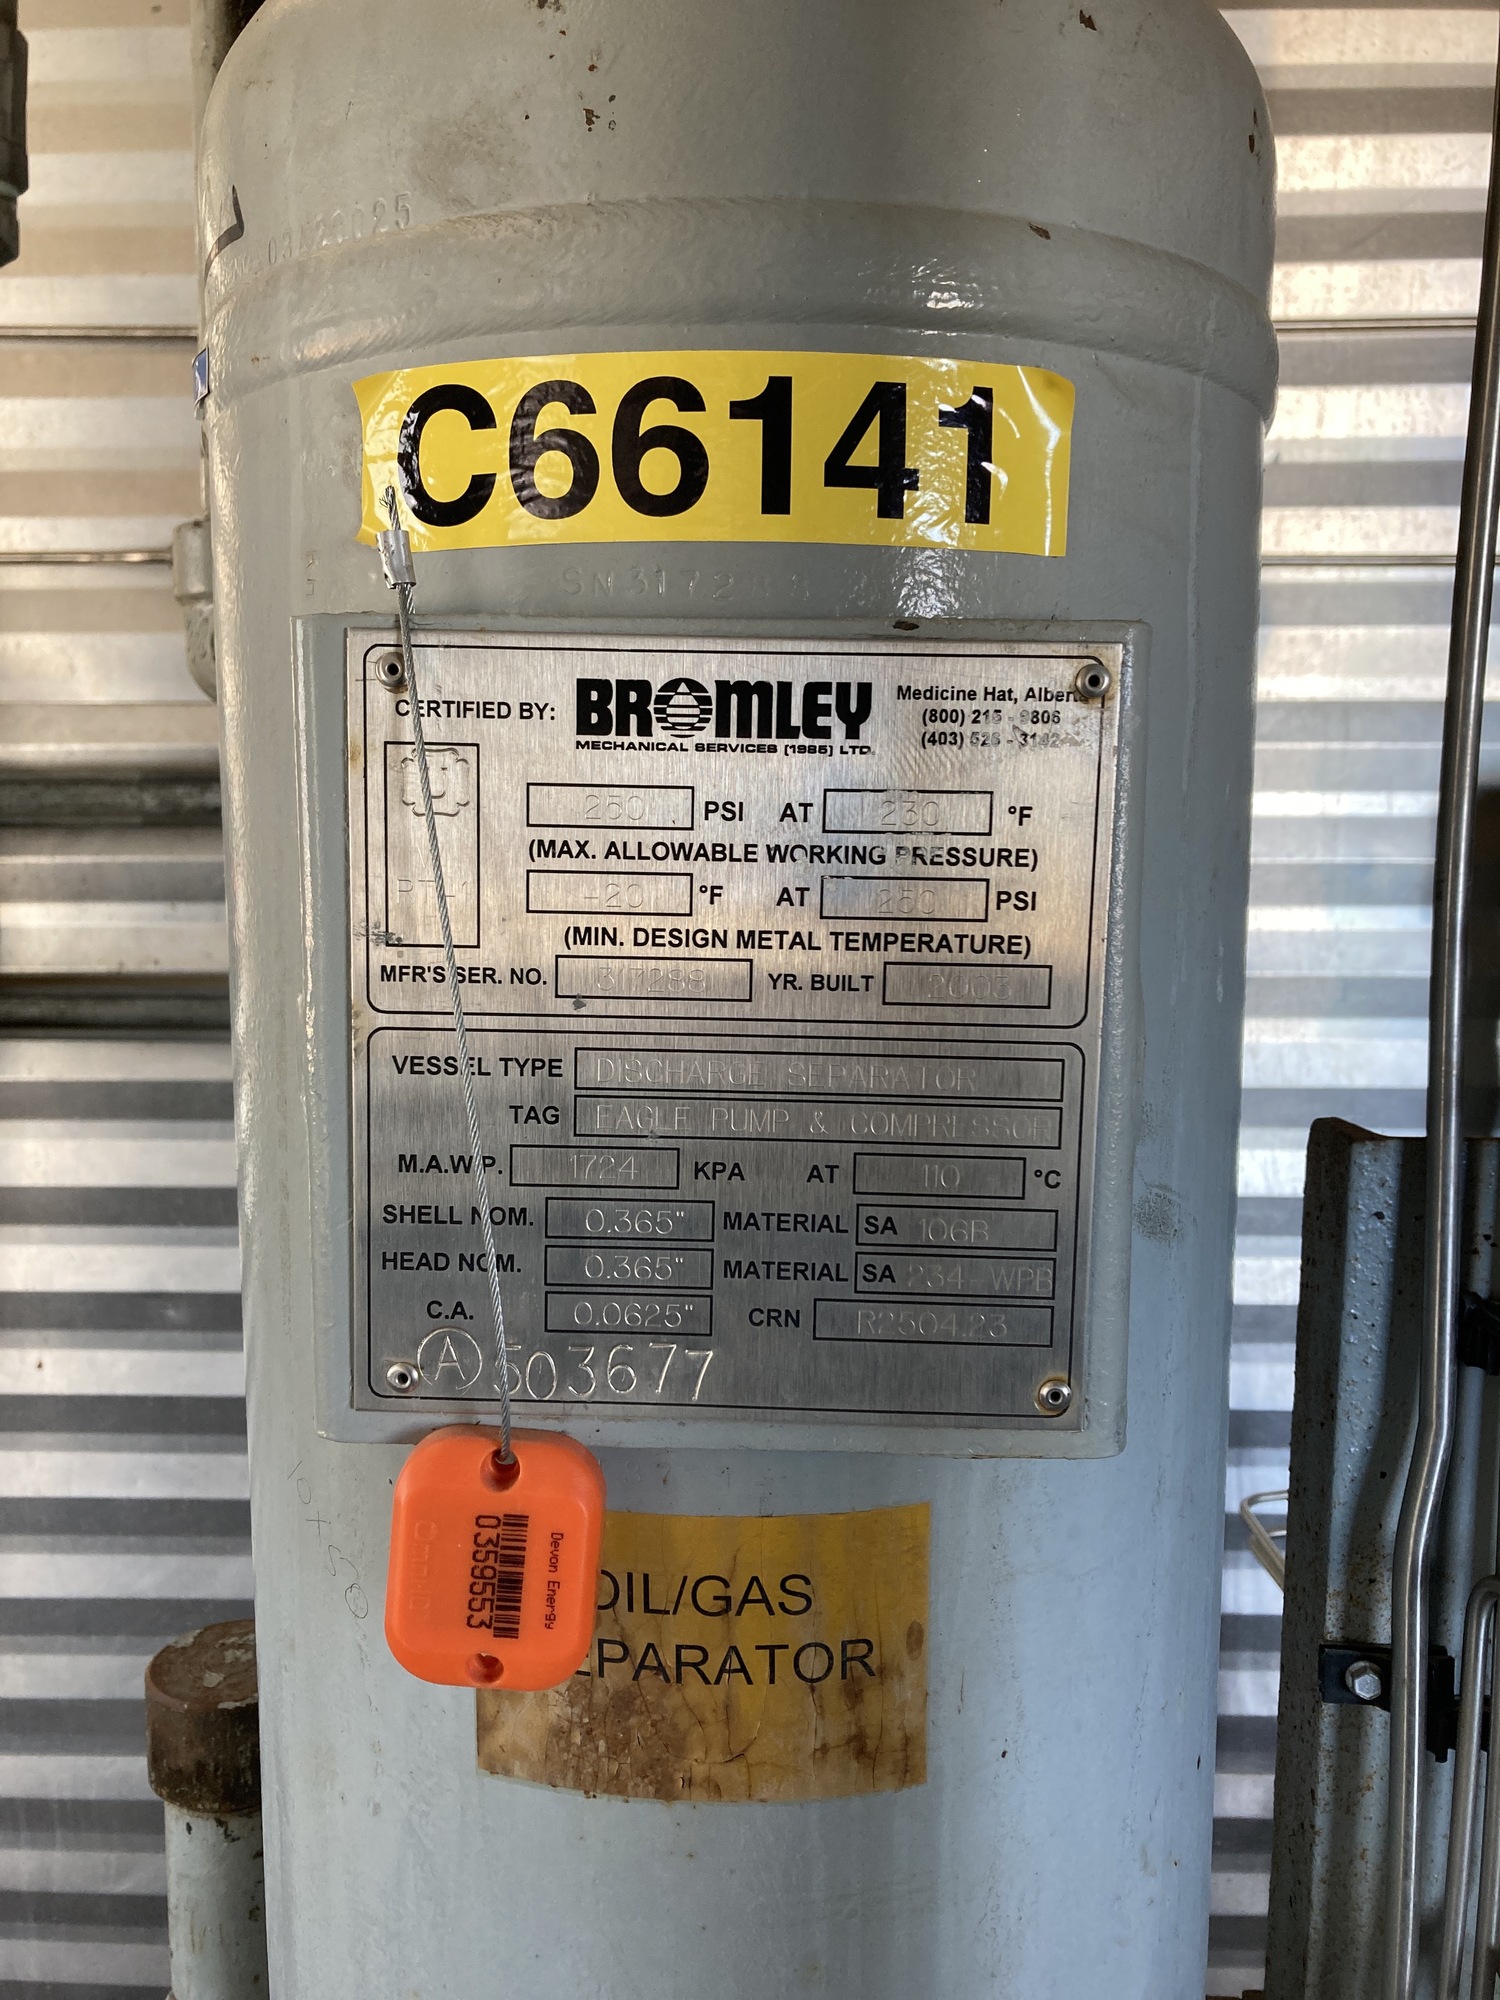 C66141
SN3172
CERTIFIED BY:
BROMLEY
MECHANICAL SERVICES (1985) LTD.
Medicine Hat, Alberta
(800) 215 - 9806
(403) 526 - 3142
250 PSI AT 230 °F
(MAX. ALLOWABLE WORKING PRESSURE)
-20 °F AT 250 PSI
(MIN. DESIGN METAL TEMPERATURE)
RT-1
MFR'S SER. NO. 317288 YR. BUILT 2003
VESSEL TYPE DISCHARGE SEPARATOR
TAG EAGLE PUMP & COMPRESSOR
M.A.W.P. 1724 KPA AT 110 °C
SHELL NOM. 0.365" MATERIAL SA 106B
HEAD NOM. 0.365" MATERIAL SA 234-WPB
C.A. 0.0625" CRN R2504.23
A 503677
Devon Energy
0359553
OIL/GAS
EPARATOR